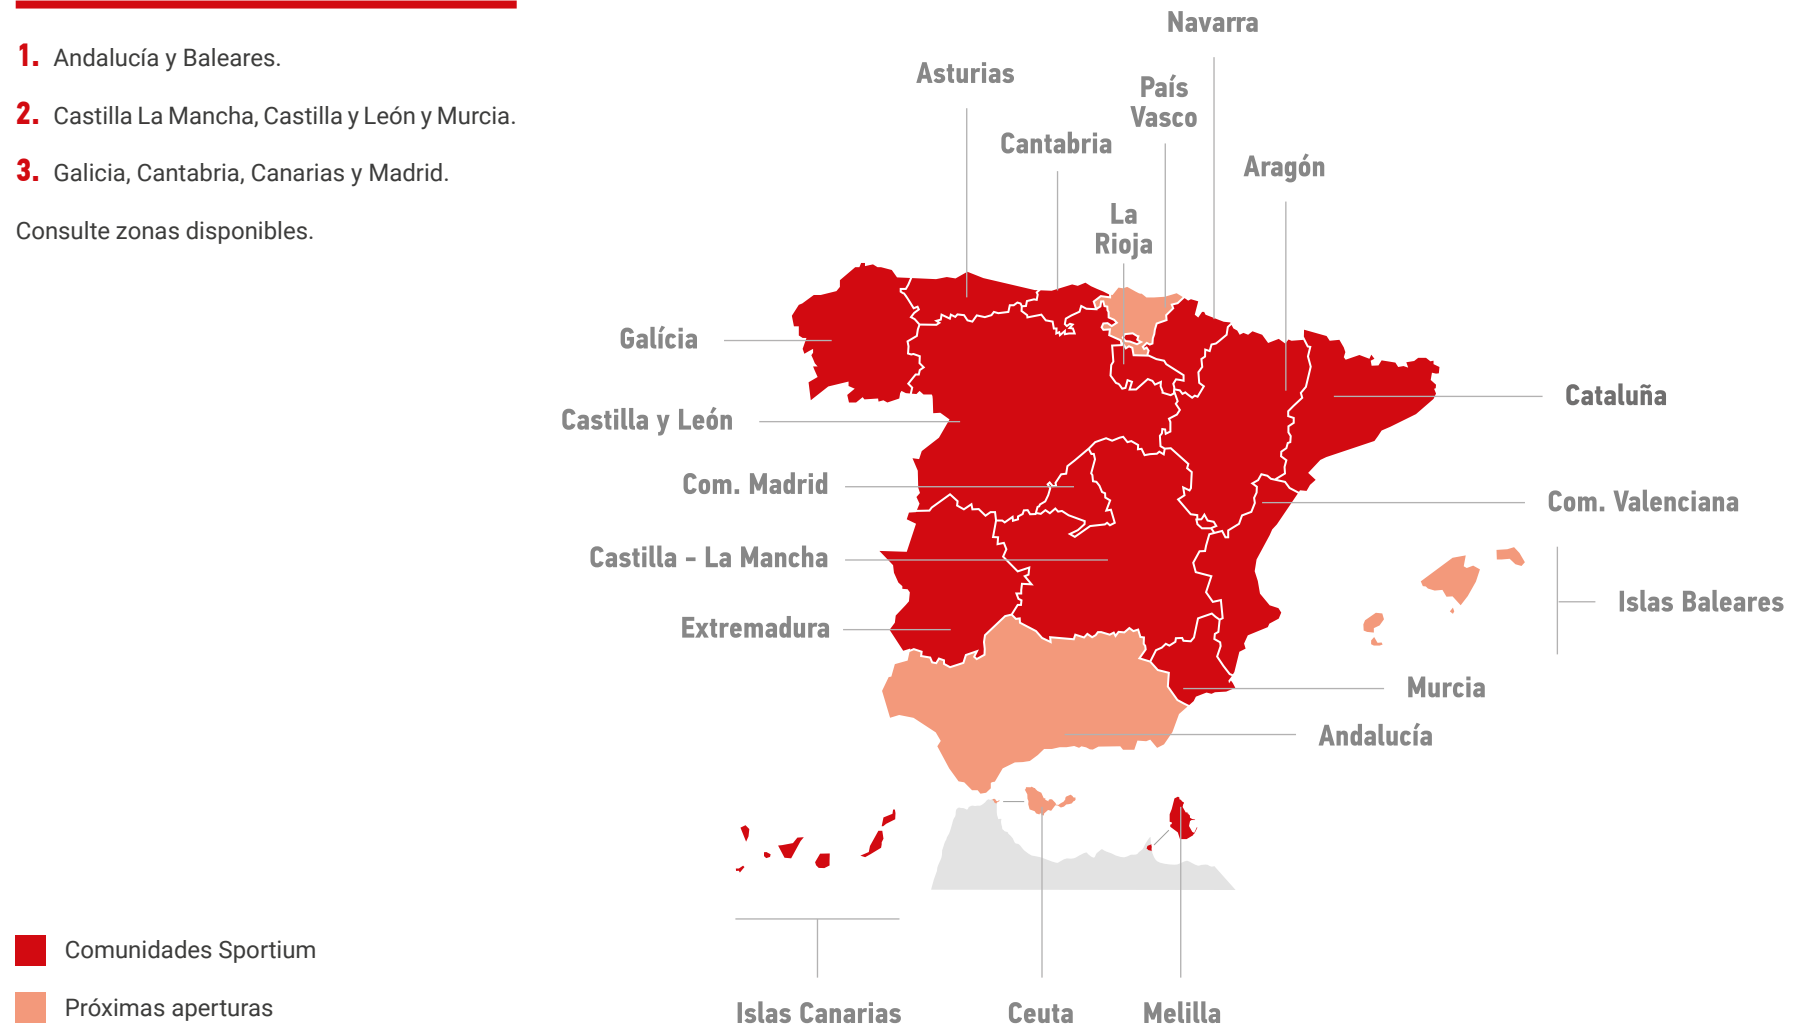 1. Andalucía y Baleares.
2. Castilla La Mancha, Castilla y León y Murcia.
3. Galicia, Cantabria, Canarias y Madrid.
Consulte zonas disponibles.
Navarra
Asturias
País
Vasco
Cantabria
Aragón
La
Rioja
Galícia
Cataluña
Castilla y León
Com. Madrid
Com. Valenciana
Castilla - La Mancha
Islas Baleares
Extremadura
Murcia
Andalucía
Comunidades Sportium
Próximas aperturas
Islas Canarias
Ceuta
Melilla